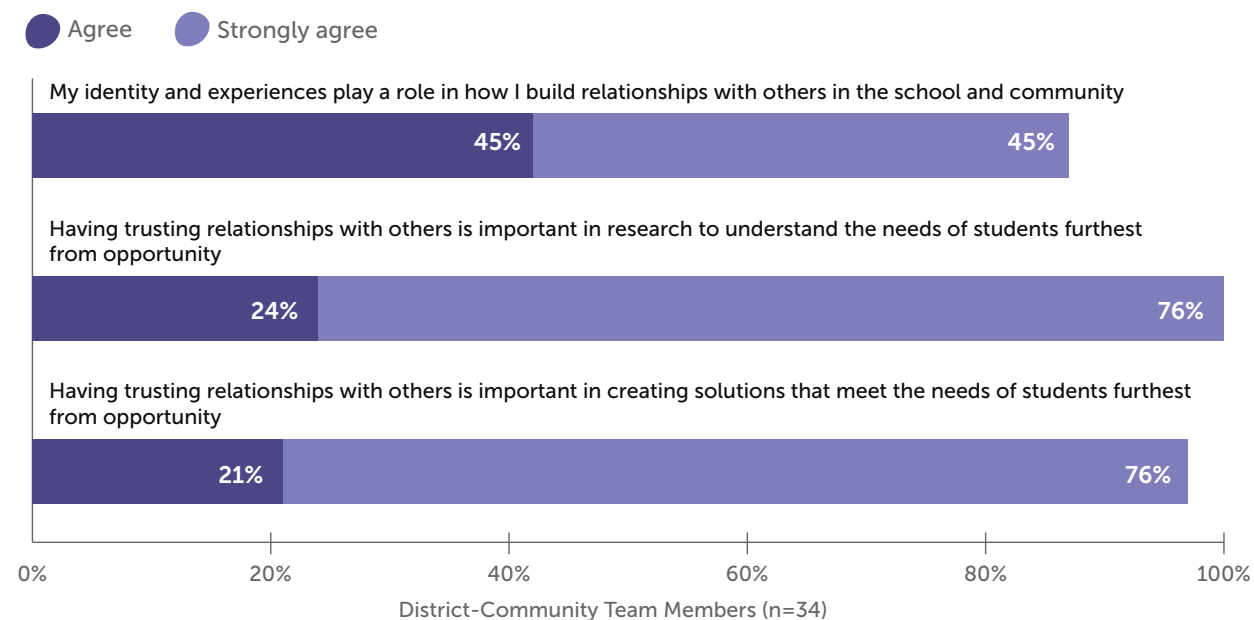 Agree Strongly agree
My identity and experiences play a role in how I build relationships with others in the school and community
45% 45%
Having trusting relationships with others is important in research to understand the needs of students furthest
from opportunity
24% 76%
Having trusting relationships with others is important in creating solutions that meet the needs of students furthest
from opportunity
21% 76%
0% 20% 40% 60% 80% 100%
District-Community Team Members (n=34)